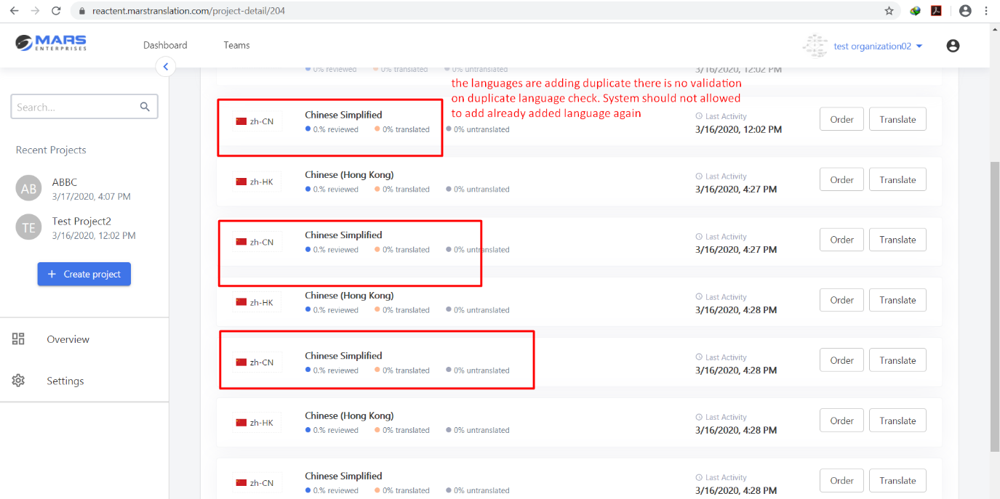 reactent.marstranslation.com/project-detail/204
MARS
ENTERPRISES
Dashboard
Teams
test organization02
Search...
Recent Projects
AB
ABBC
3/17/2020, 4:07 PM
TE
Test Project2
3/16/2020, 12:02 PM
+ Create project
Overview
Settings
0% reviewed 0% translated 0% untranslated
3/16/2020, 12:02 PM
the languages are adding duplicate there is no validation
on duplicate language check. System should not allowed
to add already added language again
zh-CN
Chinese Simplified
0.% reviewed 0% translated 0% untranslated
Last Activity
3/16/2020, 12:02 PM
Order Translate
zh-HK
Chinese (Hong Kong)
0.% reviewed 0% translated 0% untranslated
Last Activity
3/16/2020, 4:27 PM
Order Translate
zh-CN
Chinese Simplified
0.% reviewed 0% translated 0% untranslated
Last Activity
3/16/2020, 4:27 PM
Order Translate
zh-HK
Chinese (Hong Kong)
0.% reviewed 0% translated 0% untranslated
Last Activity
3/16/2020, 4:28 PM
Order Translate
zh-CN
Chinese Simplified
0.% reviewed 0% translated 0% untranslated
Last Activity
3/16/2020, 4:28 PM
Order Translate
zh-HK
Chinese (Hong Kong)
0.% reviewed 0% translated 0% untranslated
Last Activity
3/16/2020, 4:28 PM
Order Translate
zh-CN
Chinese Simplified
0.% reviewed 0% translated 0% untranslated
Last Activity
3/16/2020, 4:28 PM
Order Translate